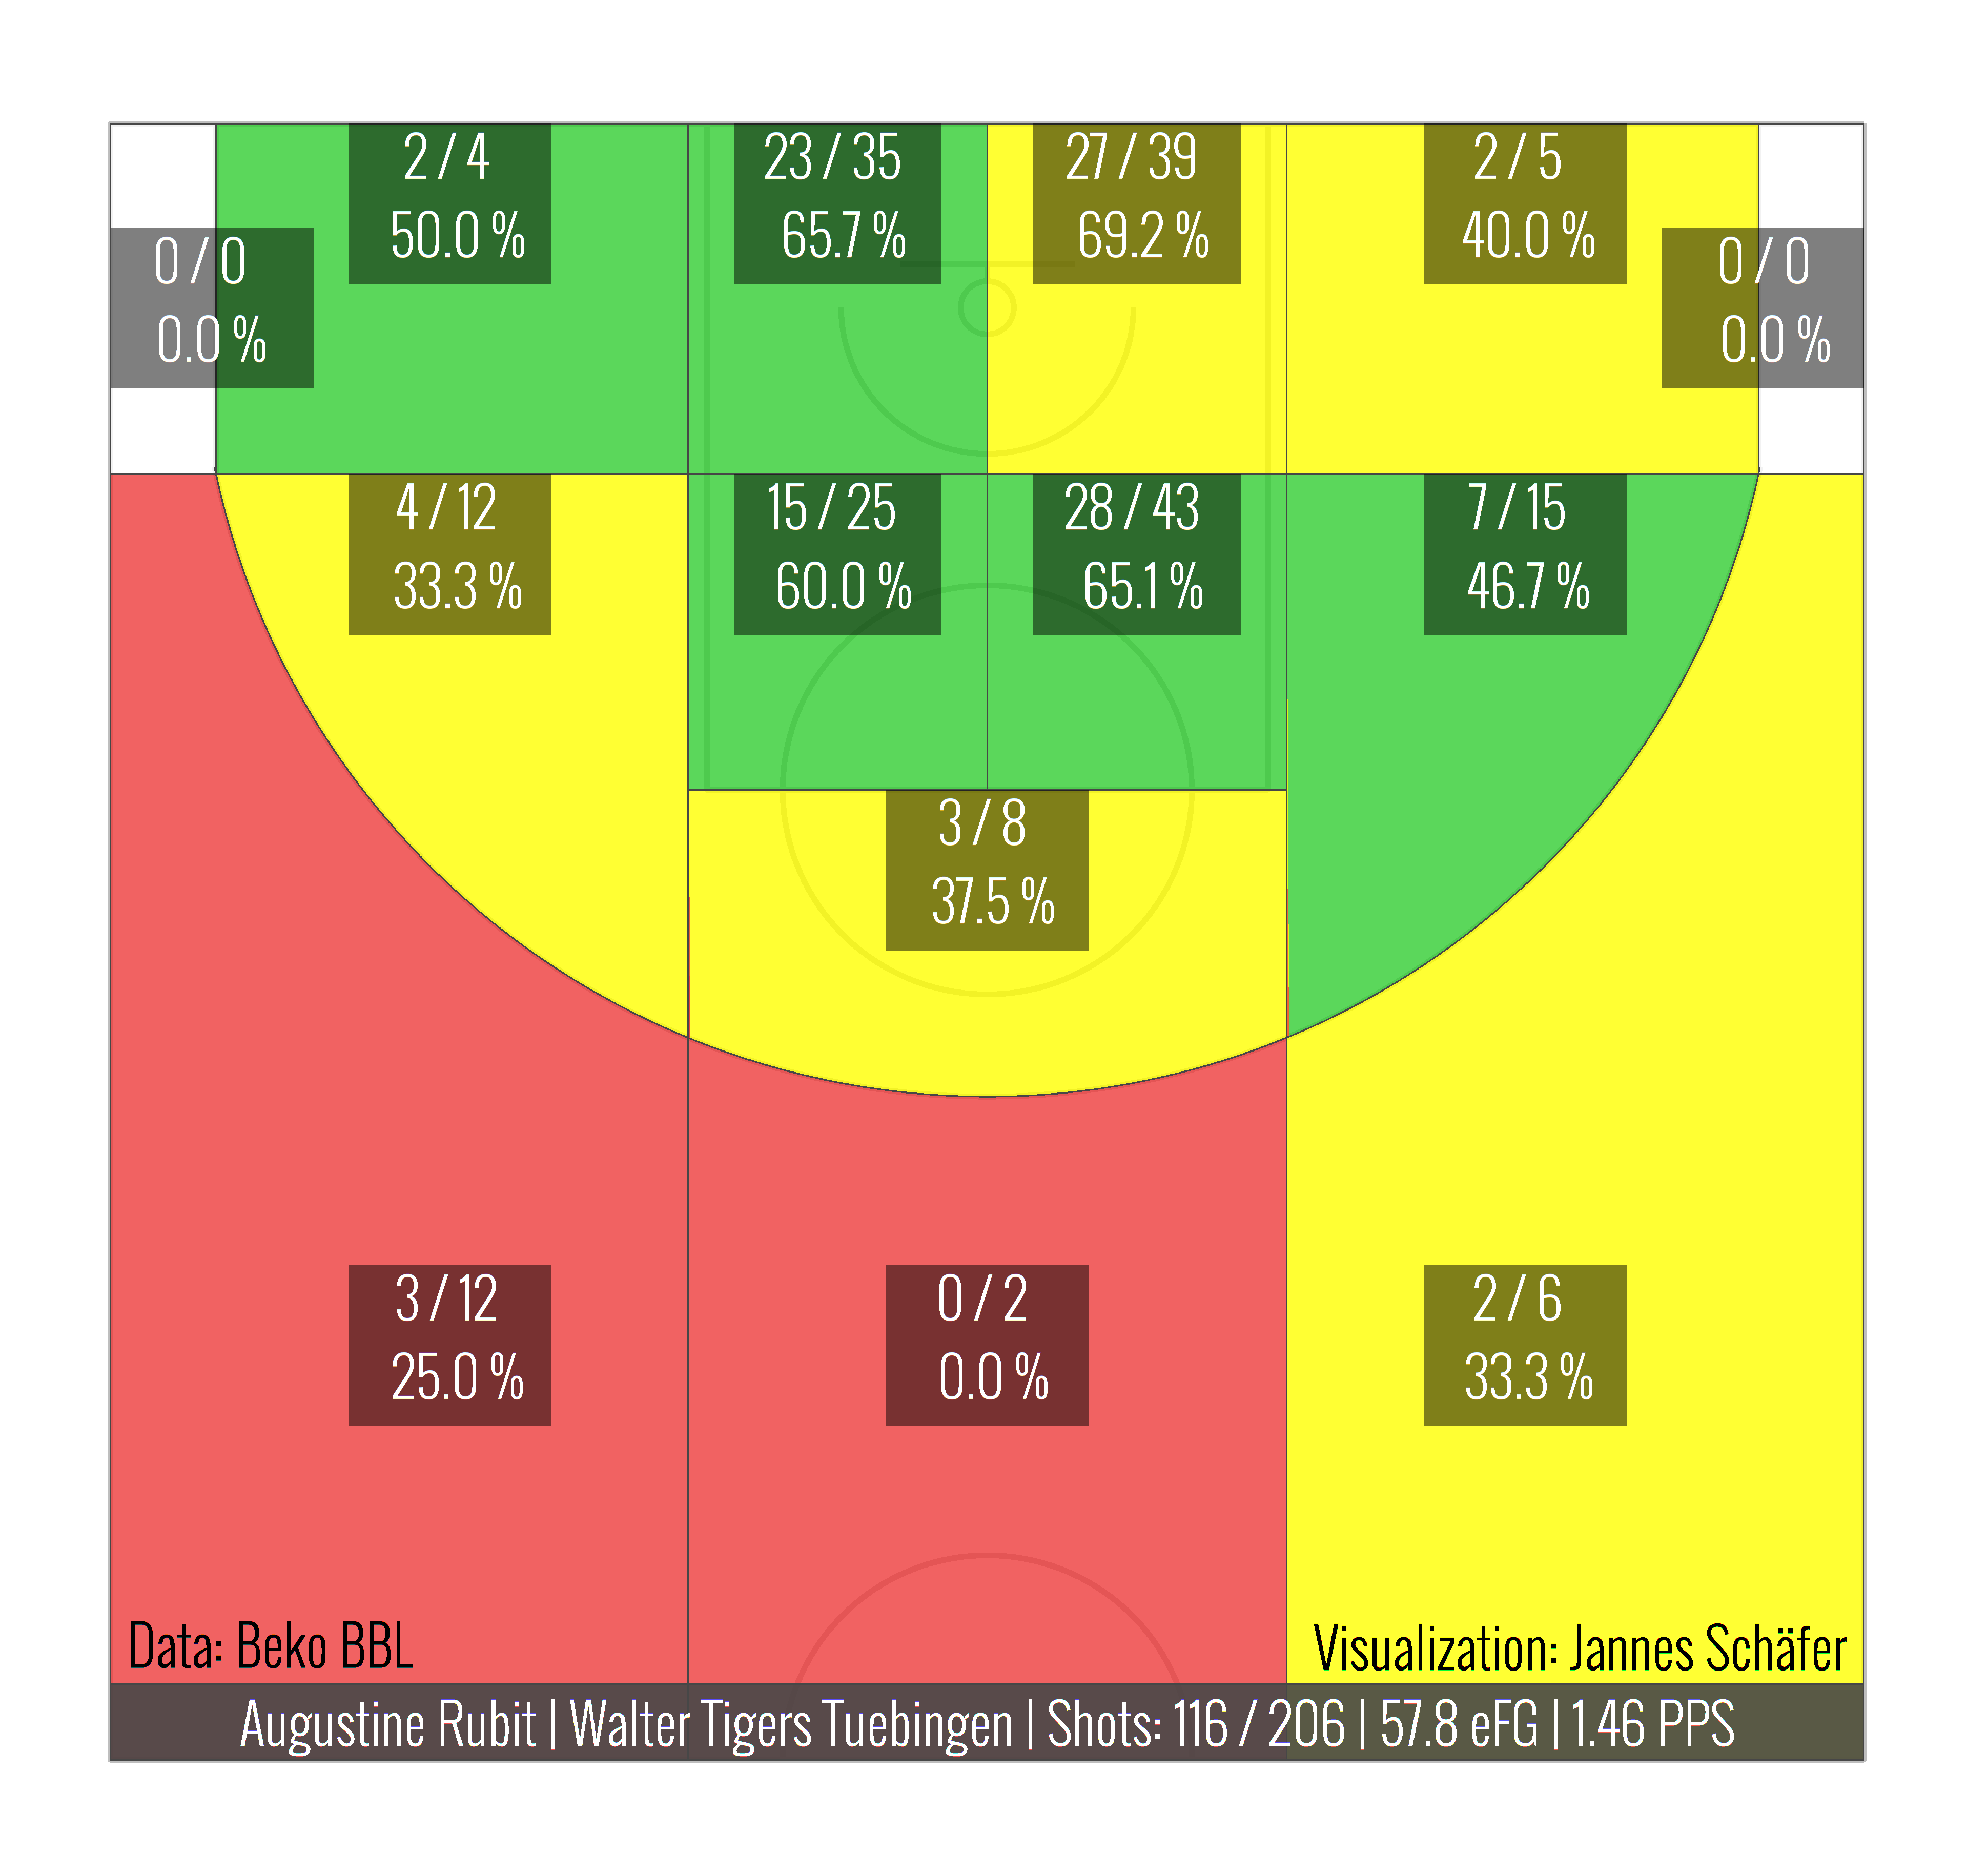 2 / 4
50.0 %
23 / 35
65.7 %
27 / 39
69.2 %
2 / 5
40.0 %
0 / 0
0.0 %
0 / 0
0.0 %
4 / 12
33.3 %
15 / 25
60.0 %
28 / 43
65.1 %
7 / 15
46.7 %
3 / 8
37.5 %
3 / 12
25.0 %
0 / 2
0.0 %
2 / 6
33.3 %
Data: Beko BBL
Visualization: Jannes Schäfer
Augustine Rubit | Walter Tigers Tuebingen | Shots: 116 / 206 | 57.8 eFG | 1.46 PPS